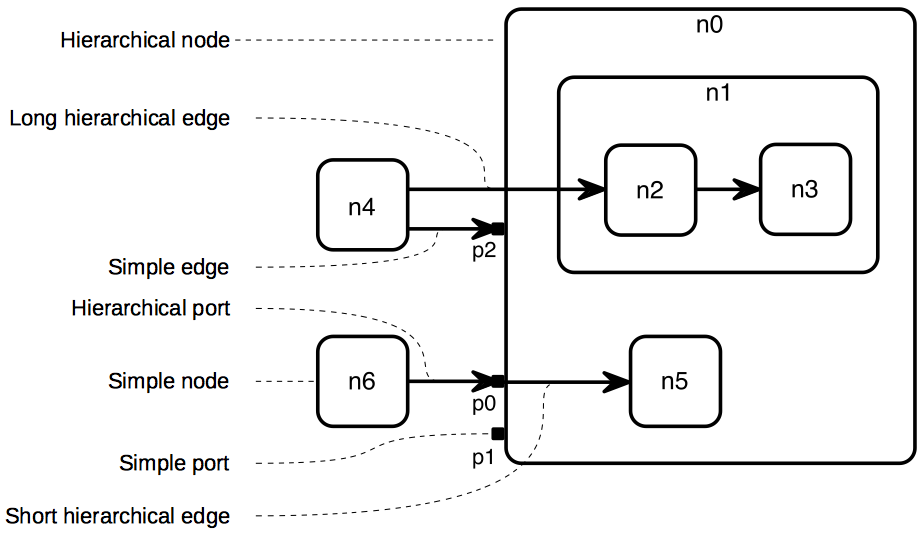 n0
Hierarchical node
n1
Long hierarchical edge
n2
n3
n4
p2
Simple edge
Hierarchical port
Simple node
n6
n5
p0
p1
Simple port
Short hierarchical edge